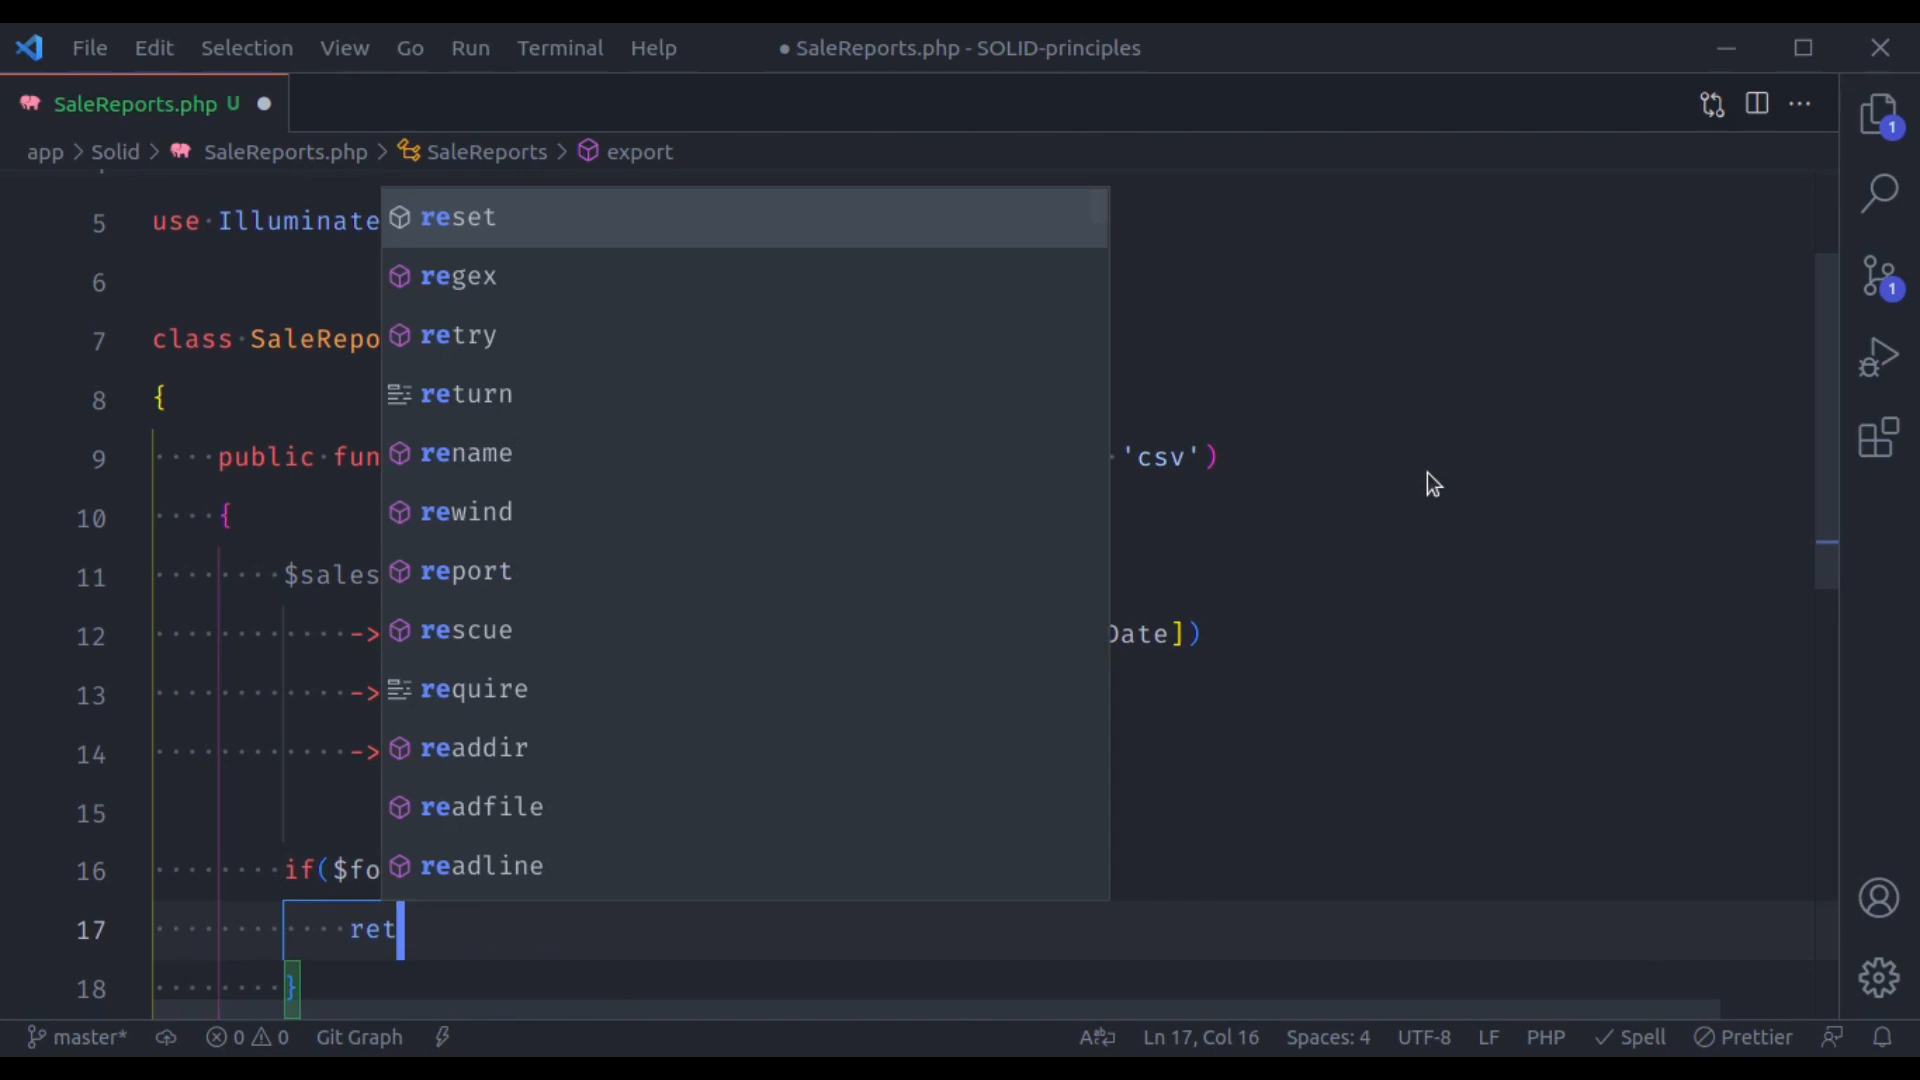 File Edit Selection View Go Run Terminal Help ● SaleReports.php - SOLID-principles
SaleReports.php U ●
app > Solid > SaleReports.php > SaleReports > export
5 use Illuminate
reset
6
regex
7 class SaleRepo
retry
8 {
return
9 public fun 'csv')
rename
10 {
rewind
11 $sales
report
12 -> Date])
rescue
13 ->
require
14 ->
readdir
15
readfile
16 if($fo
readline
17 ret
18 }
1
1
master* 0 0 Git Graph Ln 17, Col 16 Spaces: 4 UTF-8 LF PHP Spell Prettier